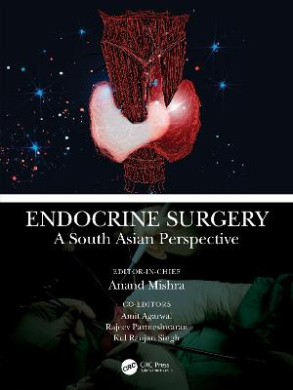 ENDOCRINE SURGERY
A South Asian Perspective
EDITOR-IN-CHIEF
Anand Mishra
CO-EDITORS
Amit Agarwal
Rajeev Parmeshwaran
Kul Ranjan Singh
CRC Press